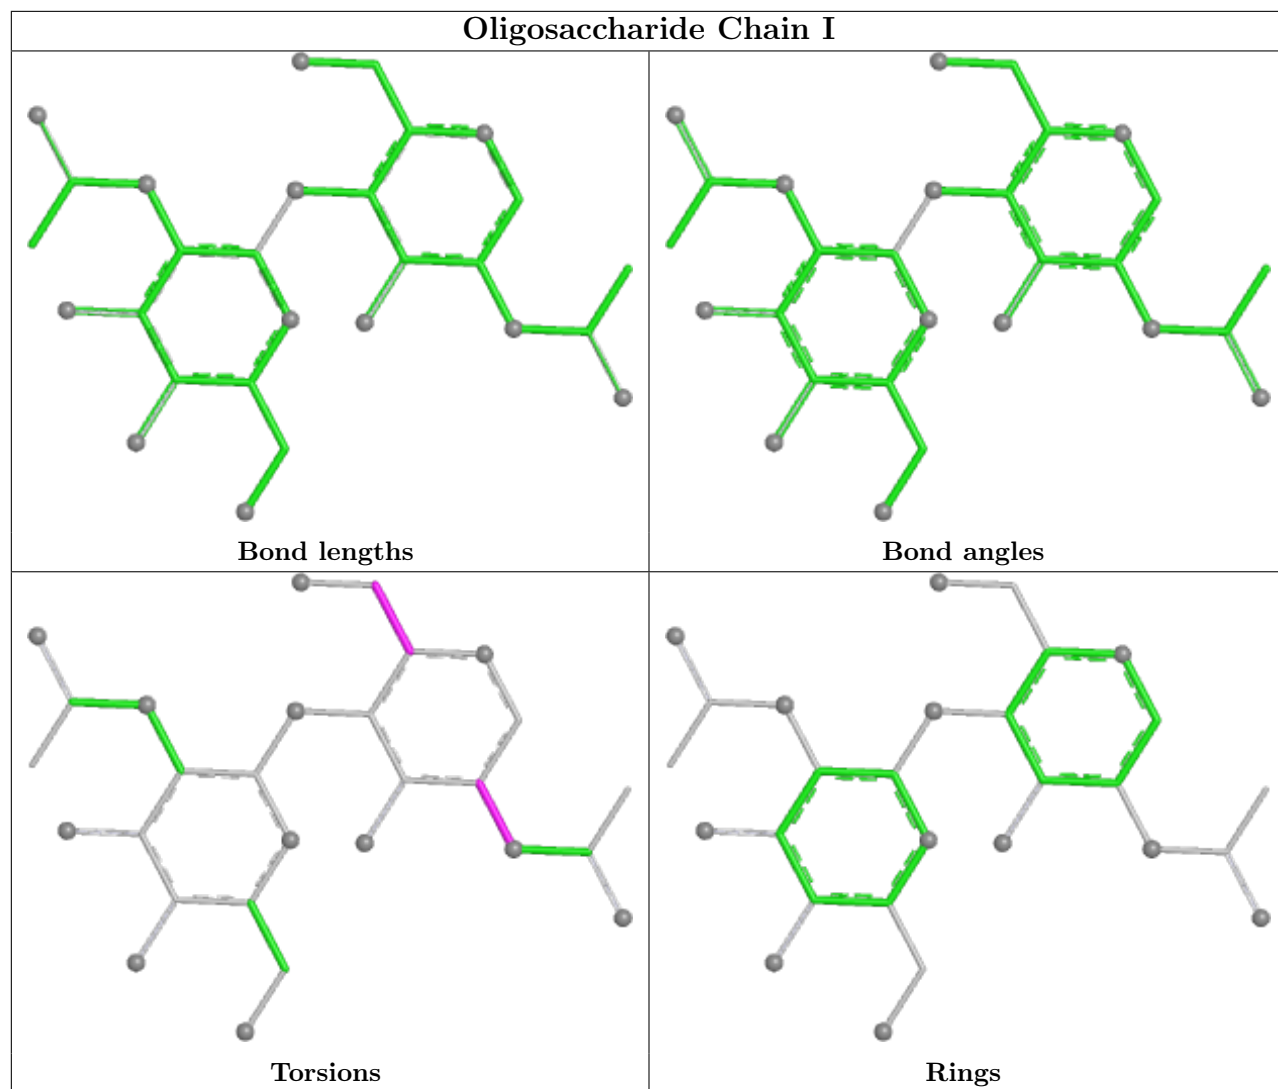 Oligosaccharide Chain I
Bond lengths
Bond angles
Torsions
Rings